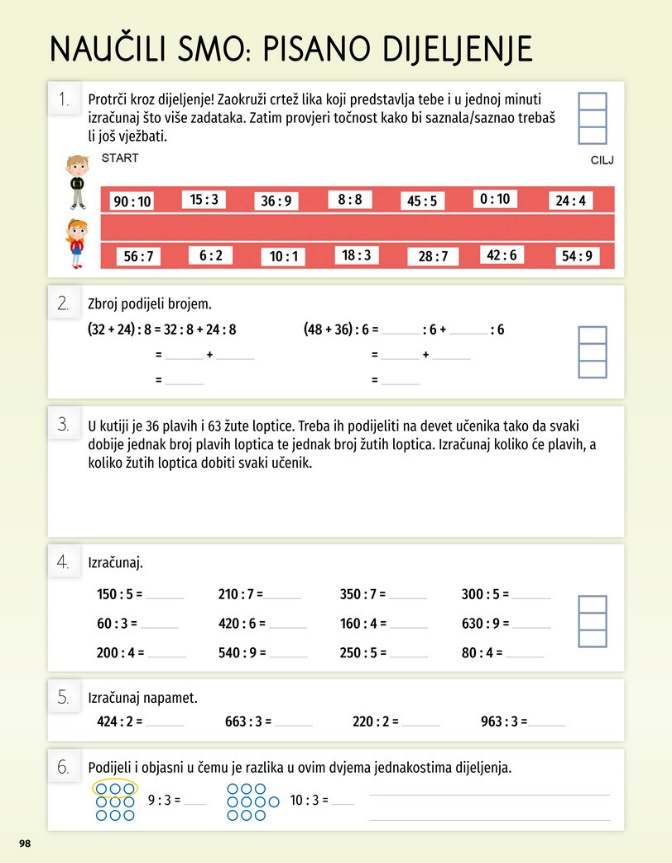 NAUČILI SMO: PISANO DIJELJENJE
1. Protrči kroz dijeljenje! Zaokruži crtež lika koji predstavlja tebe i u jednoj minuti
izračunaj što više zadataka. Zatim provjeri točnost kako bi saznala/saznao trebaš
li još vježbati.
START CILJ
90 : 10 15 : 3 36 : 9 8 : 8 45 : 5 0 : 10 24 : 4
56 : 7 6 : 2 10 : 1 18 : 3 28 : 7 42 : 6 54 : 9
2. Zbroj podijeli brojem.
(32 + 24) : 8 = 32 : 8 + 24 : 8 (48 + 36) : 6 = ______ : 6 + ______ : 6
= ______ + ______ = ______ + ______
= ______ = ______
3. U kutiji je 36 plavih i 63 žute loptice. Treba ih podijeliti na devet učenika tako da svaki
dobije jednak broj plavih loptica te jednak broj žutih loptica. Izračunaj koliko će plavih, a
koliko žutih loptica dobiti svaki učenik.
4. Izračunaj.
150 : 5 = ______ 210 : 7 = ______ 350 : 7 = ______ 300 : 5 = ______
60 : 3 = ______ 420 : 6 = ______ 160 : 4 = ______ 630 : 9 = ______
200 : 4 = ______ 540 : 9 = ______ 250 : 5 = ______ 80 : 4 = ______
5. Izračunaj napamet.
424 : 2 = ______ 663 : 3 = ______ 220 : 2 = ______ 963 : 3 = ______
6. Podijeli i objasni u čemu je razlika u ovim dvjema jednakostima dijeljenja.
9 : 3 = ____ 10 : 3 = ____
98